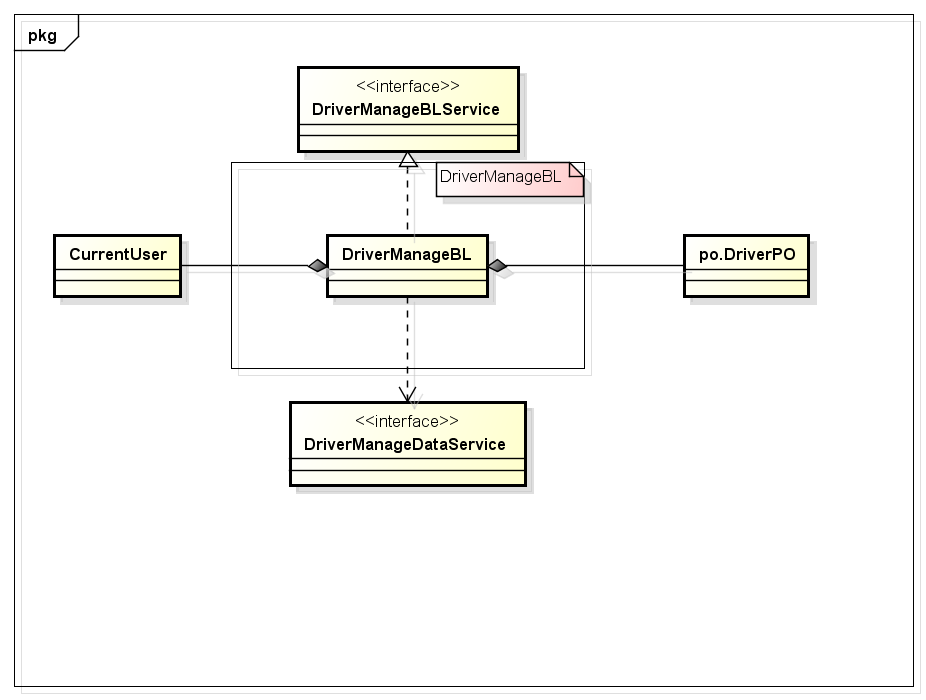 pkg
<<interface>>
DriverManageBLService
DriverManageBL
CurrentUser
DriverManageBL
po.DriverPO
<<interface>>
DriverManageDataService